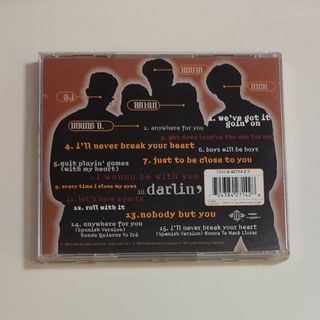 KEVIN
AJ
BRIAN
NICK
HOWIE D.
1. we've got it
goin' on
2. anywhere for you
3. get down (you're the one for me)
4. i'll never break your heart
6. boys will be boys
5.quit playin' games
(with my heart)
7. just to be close to you
8.i wanna be with you
9. every time i close my eyes
10.darlin'
11. let's have a party
12. roll with it
13.nobody but you
14. anywhere for you
(Spanish Version)
Donde Quieras Yo Iré
15. i'll never break your heart
(Spanish Version) Nunca Te Haré Llorar
7243 8 42754 2 5